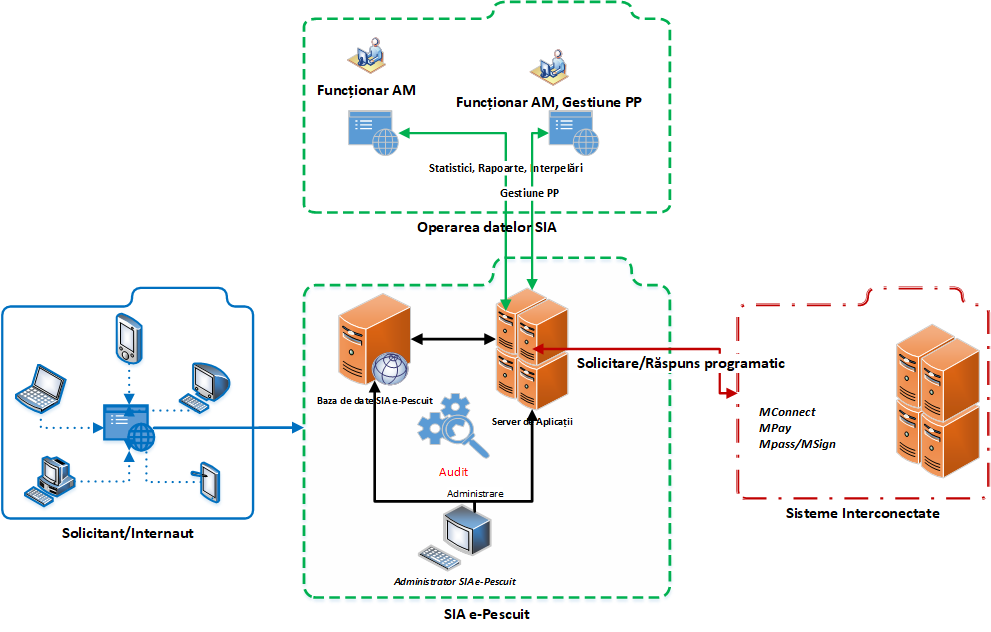 Funcționar AM
Funcționar AM, Gestiune PP
Statistici, Rapoarte, Interpelări
Gestiune PP
Operarea datelor SIA
Solicitant/Internaut
Baza de date SIA e-Pescuit
Server de Aplicații
Audit
Administrare
Administrator SIA e-Pescuit
SIA e-Pescuit
Solicitare/Răspuns programatic
MConnect
MPay
Mpass/MSign
Sisteme Interconectate